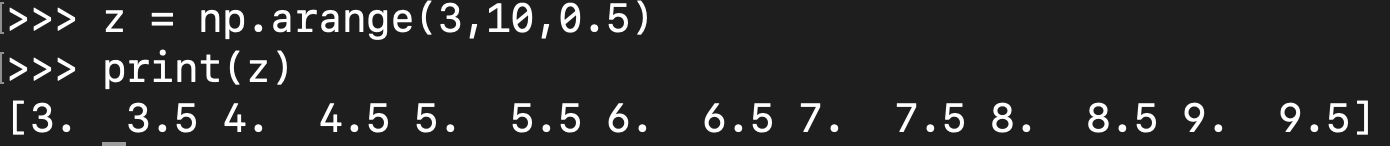 >>> z = np.arange(3,10,0.5)
>>> print(z)
[3.  3.5 4.  4.5 5.  5.5 6.  6.5 7.  7.5 8.  8.5 9.  9.5]